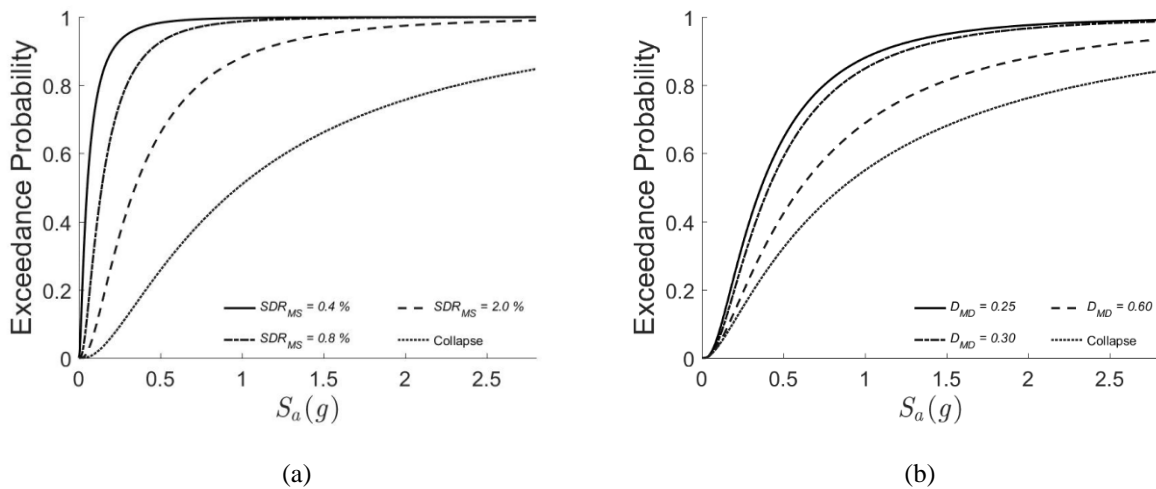 Exceedance Probability
1
0.8
0.6
0.4
0.2
0
SDR_MS = 0.4 %
SDR_MS = 2.0 %
SDR_MS = 0.8 %
Collapse
0 0.5 1 1.5 2 2.5
S_a(g)
(a)
Exceedance Probability
1
0.8
0.6
0.4
0.2
0
D_MD = 0.25
D_MD = 0.60
D_MD = 0.30
Collapse
0 0.5 1 1.5 2 2.5
S_a(g)
(b)